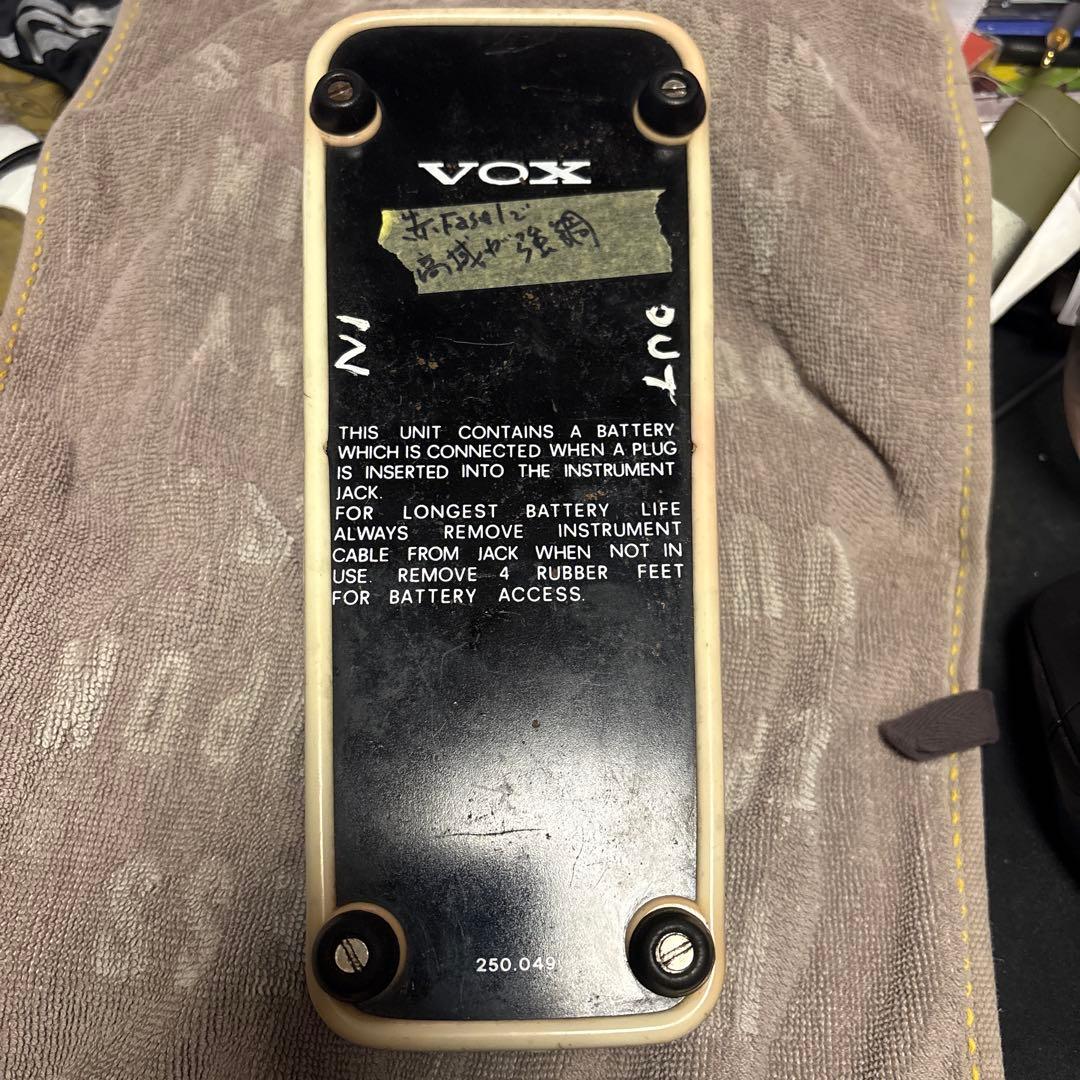 VOX
赤Faselで
高域が強調
IN
OUT
THIS UNIT CONTAINS A BATTERY
WHICH IS CONNECTED WHEN A PLUG
IS INSERTED INTO THE INSTRUMENT
JACK.
FOR LONGEST BATTERY LIFE
ALWAYS REMOVE INSTRUMENT
CABLE FROM JACK WHEN NOT IN
USE. REMOVE 4 RUBBER FEET
FOR BATTERY ACCESS.
250.049